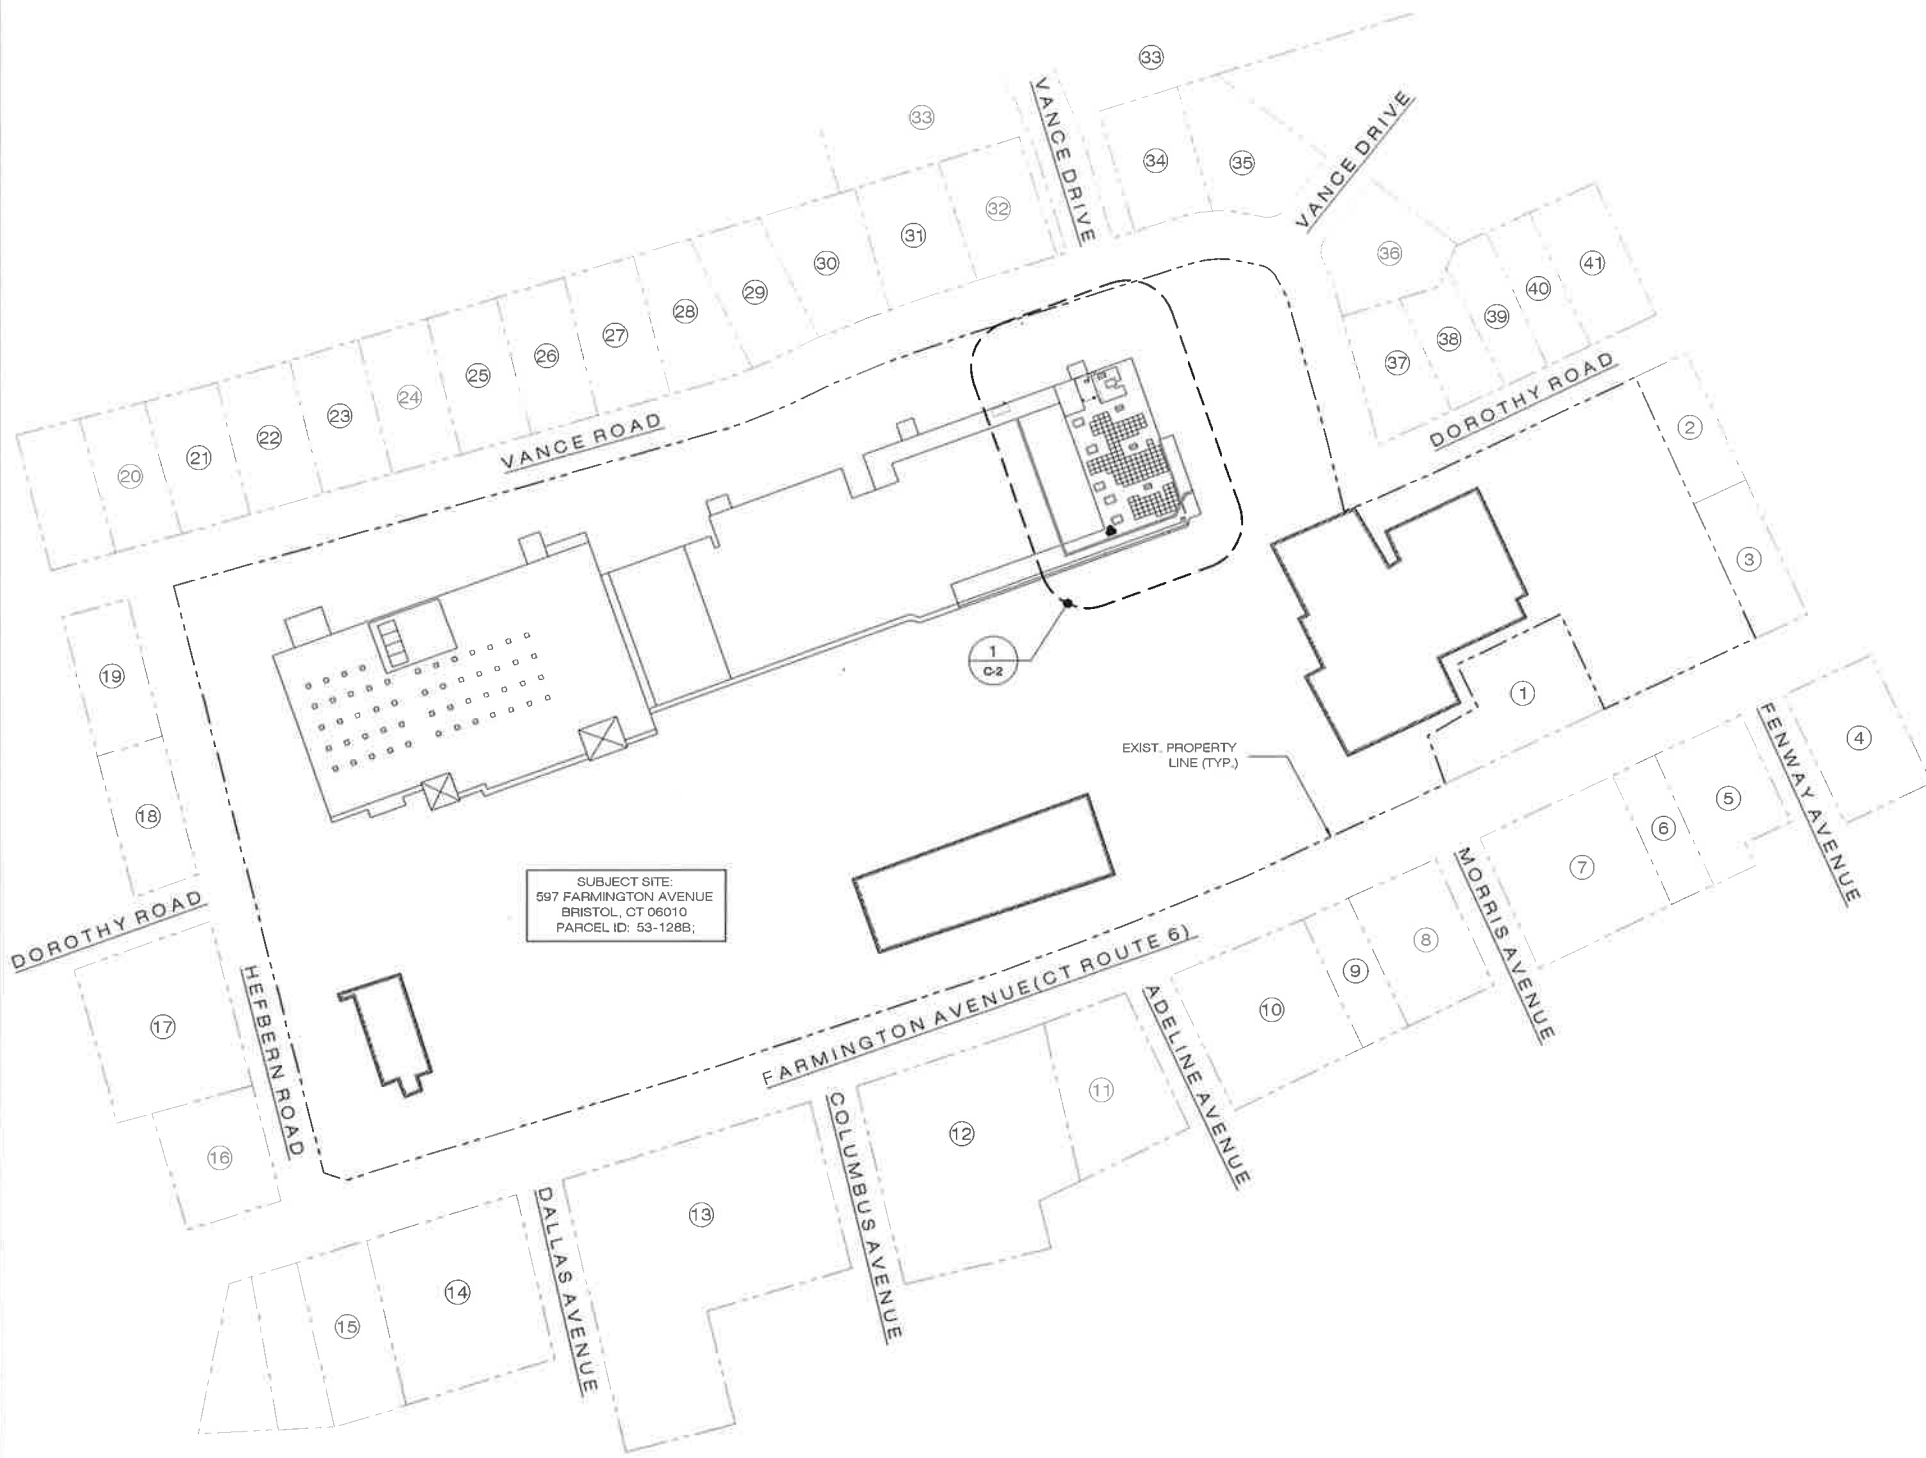 33
33
VANCE DRIVE
34
35
VANCE DRIVE
32
31
30
29
28
27
26
25
24
23
22
21
20
36
41
40
39
38
37
VANCE ROAD
DOROTHY ROAD
2
3
1
C-2
19
18
1
EXIST. PROPERTY
LINE (TYP.)
FENWAY AVENUE
4
5
6
7
MORRIS AVENUE
8
9
10
SUBJECT SITE:
597 FARMINGTON AVENUE
BRISTOL, CT 06010
PARCEL ID: 53-128B;
DOROTHY ROAD
HEFBERN ROAD
17
16
FARMINGTON AVENUE(CT ROUTE 6)
ADELINE AVENUE
11
12
COLUMBUS AVENUE
13
DALLAS AVENUE
14
15